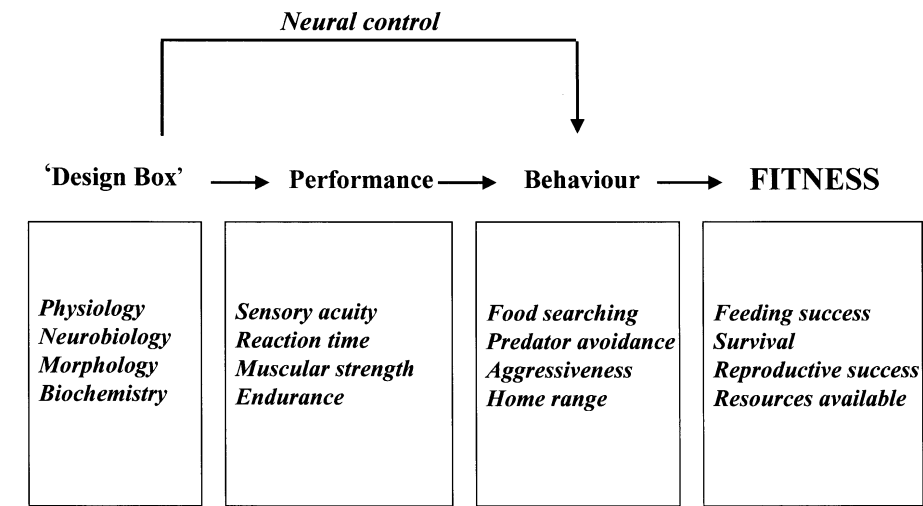 Neural control
‘Design Box’
Performance
Behaviour
FITNESS
Physiology
Neurobiology
Morphology
Biochemistry
Sensory acuity
Reaction time
Muscular strength
Endurance
Food searching
Predator avoidance
Aggressiveness
Home range
Feeding success
Survival
Reproductive success
Resources available